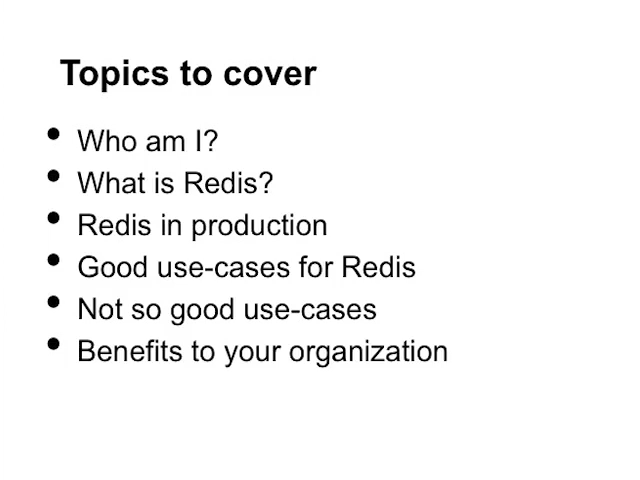 Topics to cover
• Who am I?
• What is Redis?
• Redis in production
• Good use-cases for Redis
• Not so good use-cases
• Benefits to your organization